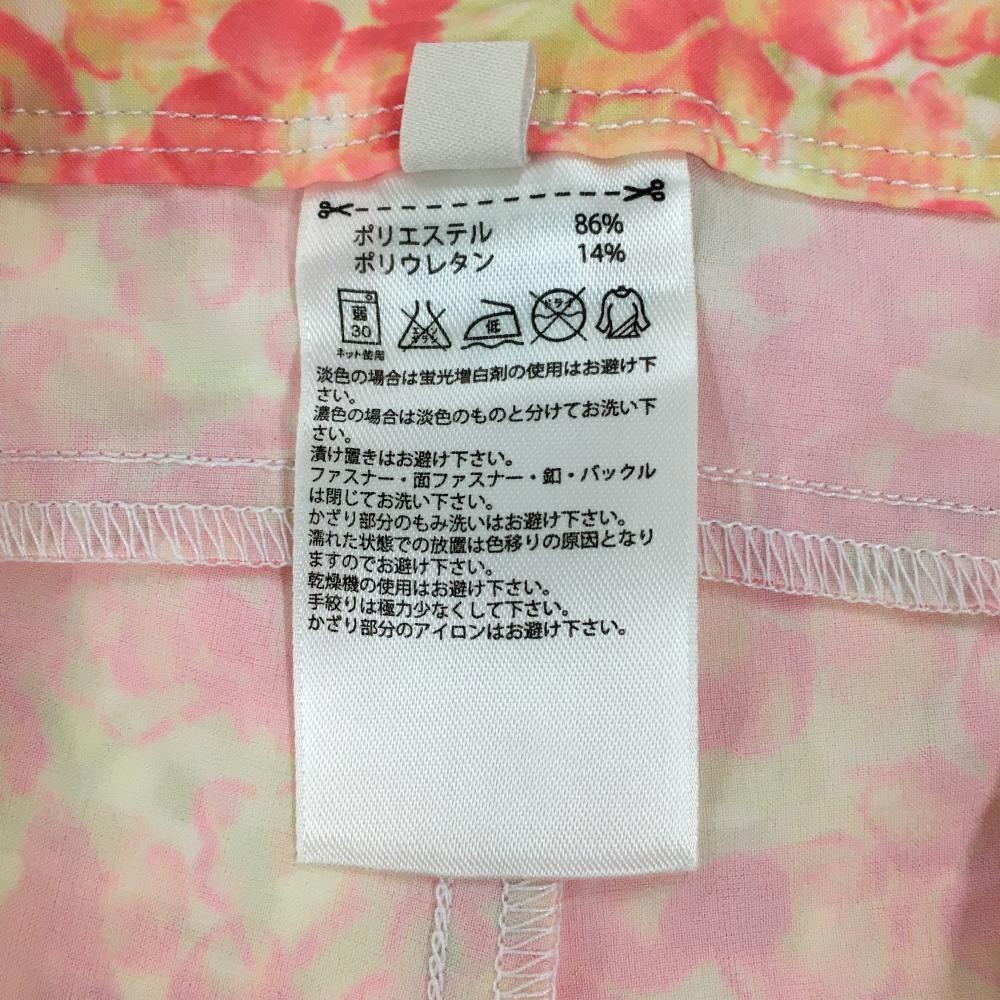 ポリエステル 86%
ポリウレタン 14%
弱
30
ネット使用
エンソ
サラシ
低
ドライ
淡色の場合は蛍光増白剤の使用はお避け下
さい。
濃色の場合は淡色のものと分けてお洗い下
さい。
漬け置きはお避け下さい。
ファスナー・面ファスナー・釦・バックル
は閉じてお洗い下さい。
かざり部分のもみ洗いはお避け下さい。
濡れた状態での放置は色移りの原因となり
ますのでお避け下さい。
乾燥機の使用はお避け下さい。
手絞りは極力少なくして下さい。
かざり部分のアイロンはお避け下さい。